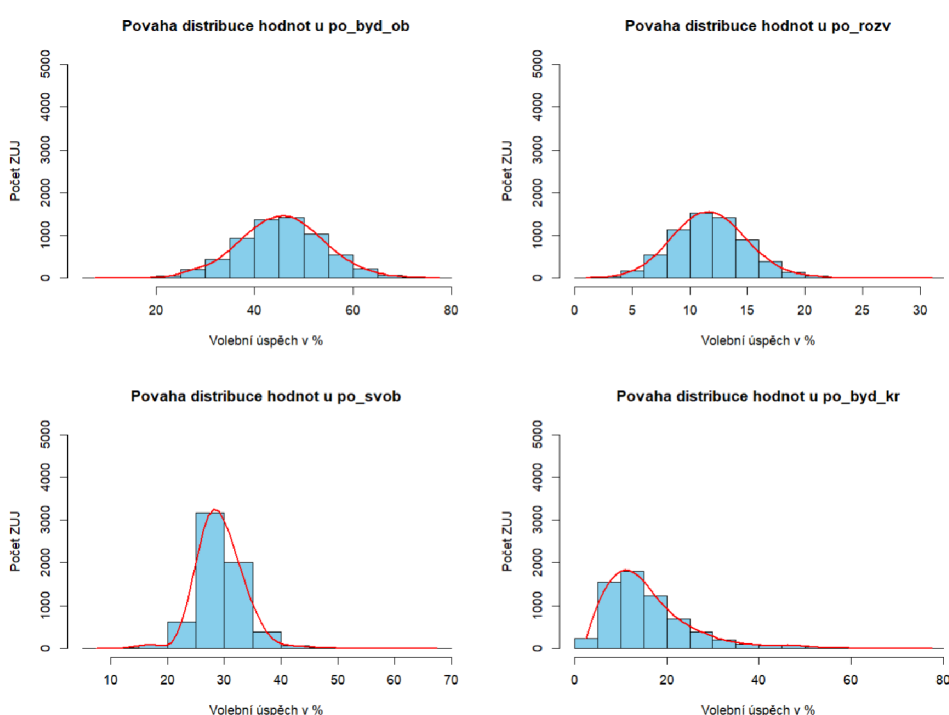 Povaha distribuce hodnot u po_byd_ob
Počet ZUJ
0 1000 2000 3000 4000 5000
20 40 60 80
Volební úspěch v %
Povaha distribuce hodnot u po_rozv
Počet ZUJ
0 1000 2000 3000 4000 5000
0 5 10 15 20 25 30
Volební úspěch v %
Povaha distribuce hodnot u po_svob
Počet ZUJ
0 1000 2000 3000 4000 5000
10 20 30 40 50 60 70
Volební úspěch v %
Povaha distribuce hodnot u po_byd_kr
Počet ZUJ
0 1000 2000 3000 4000 5000
0 20 40 60 80
Volební úspěch v %